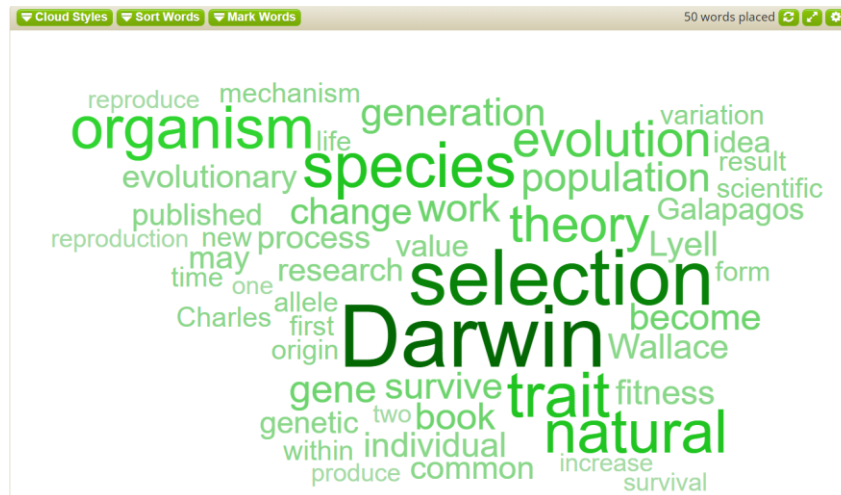 Cloud Styles Sort Words Mark Words 50 words placed
reproduce mechanism
organism life generation variation
species evolution idea
evolutionary population result
scientific
published change work theory Galapagos
reproduction new process value Lyell
may
time one research selection form
allele
Charles first Darwin become
origin Wallace
gene survive trait fitness
genetic two book natural
within individual
produce common increase
survival